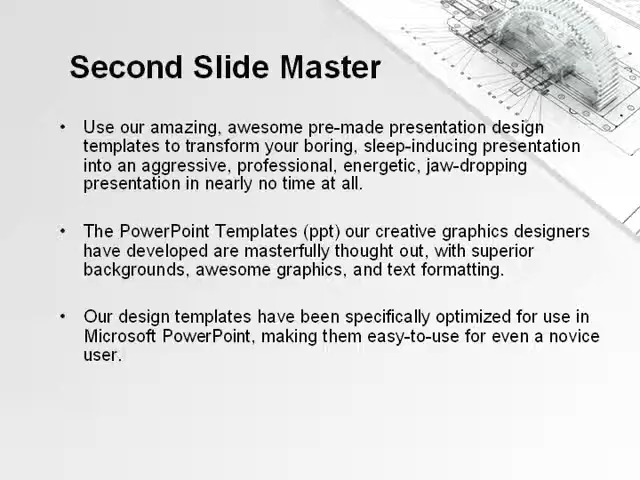 Second Slide Master
• Use our amazing, awesome pre-made presentation design
templates to transform your boring, sleep-inducing presentation
into an aggressive, professional, energetic, jaw-dropping
presentation in nearly no time at all.
• The PowerPoint Templates (ppt) our creative graphics designers
have developed are masterfully thought out, with superior
backgrounds, awesome graphics, and text formatting.
• Our design templates have been specifically optimized for use in
Microsoft PowerPoint, making them easy-to-use for even a novice
user.